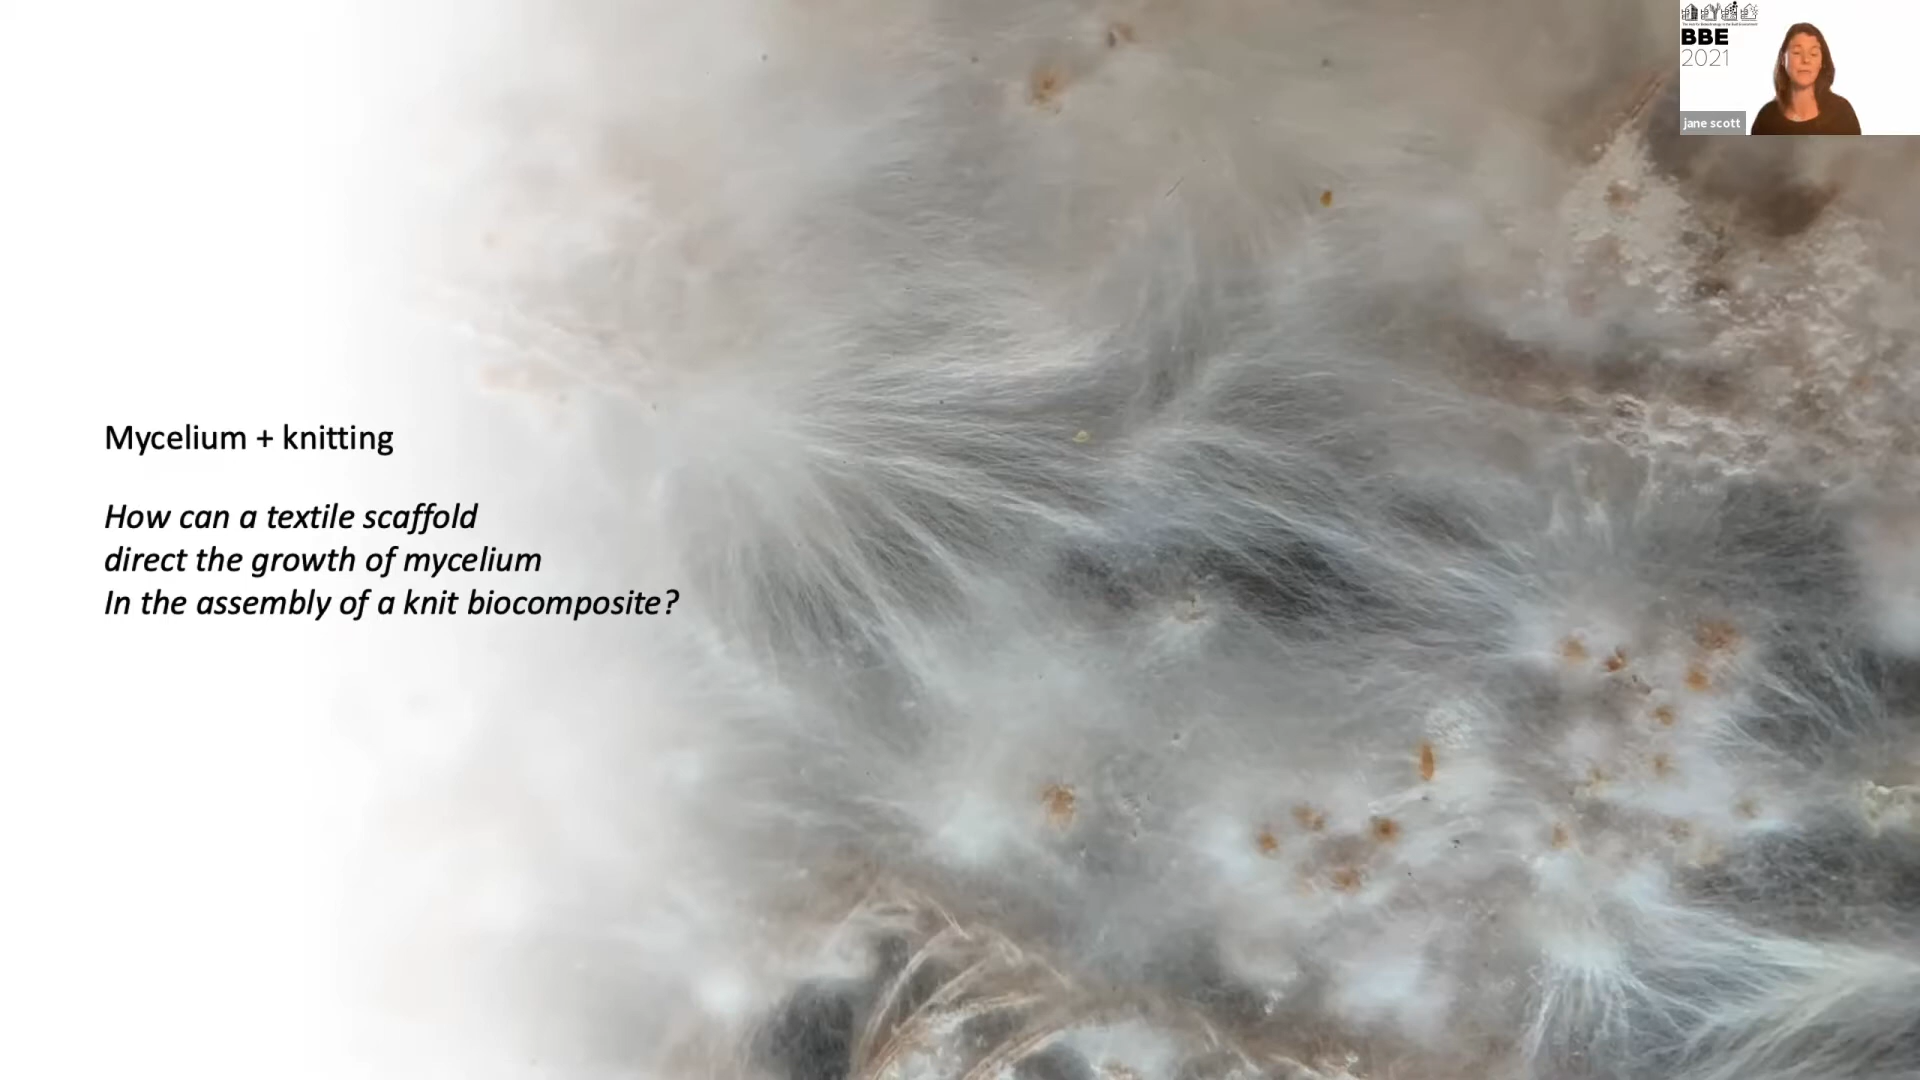 BBE
2021
jane scott
Mycelium + knitting
How can a textile scaffold
direct the growth of mycelium
In the assembly of a knit biocomposite?